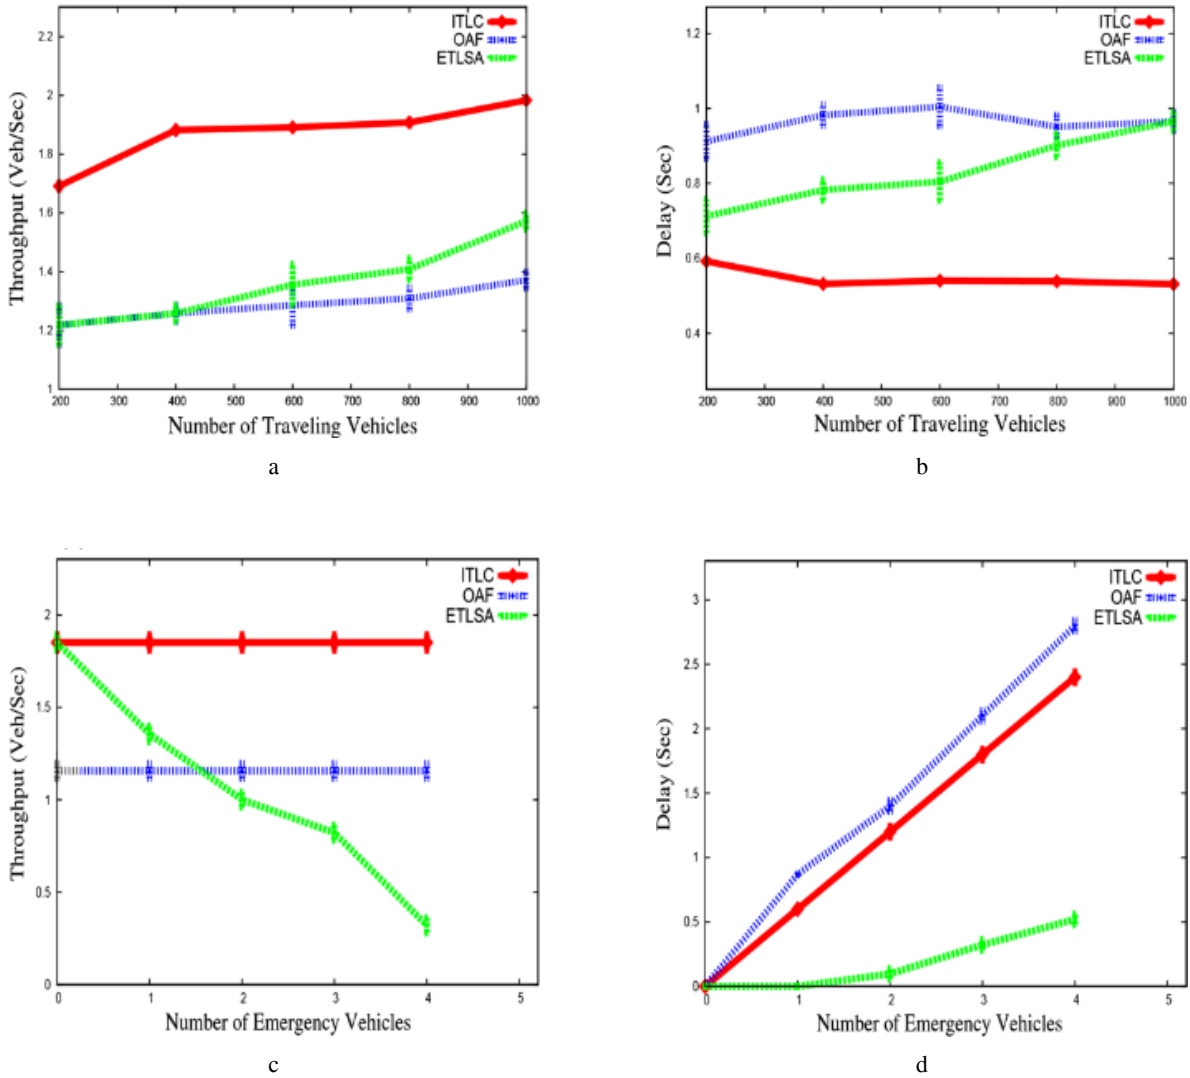 ITLC
OAF
ETLSA
2.2
2
1.8
1.6
1.4
1.2
1
Throughput (Veh/Sec)
200 300 400 500 600 700 800 900 1000
Number of Traveling Vehicles
a
ITLC
OAF
ETLSA
1.2
1
0.8
0.6
0.4
Delay (Sec)
200 300 400 500 600 700 800 900 1000
Number of Traveling Vehicles
b
ITLC
OAF
ETLSA
2
1.5
1
0.5
0
Throughput (Veh/Sec)
0 1 2 3 4 5
Number of Emergency Vehicles
c
ITLC
OAF
ETLSA
3
2.5
2
1.5
1
0.5
0
Delay (Sec)
0 1 2 3 4 5
Number of Emergency Vehicles
d